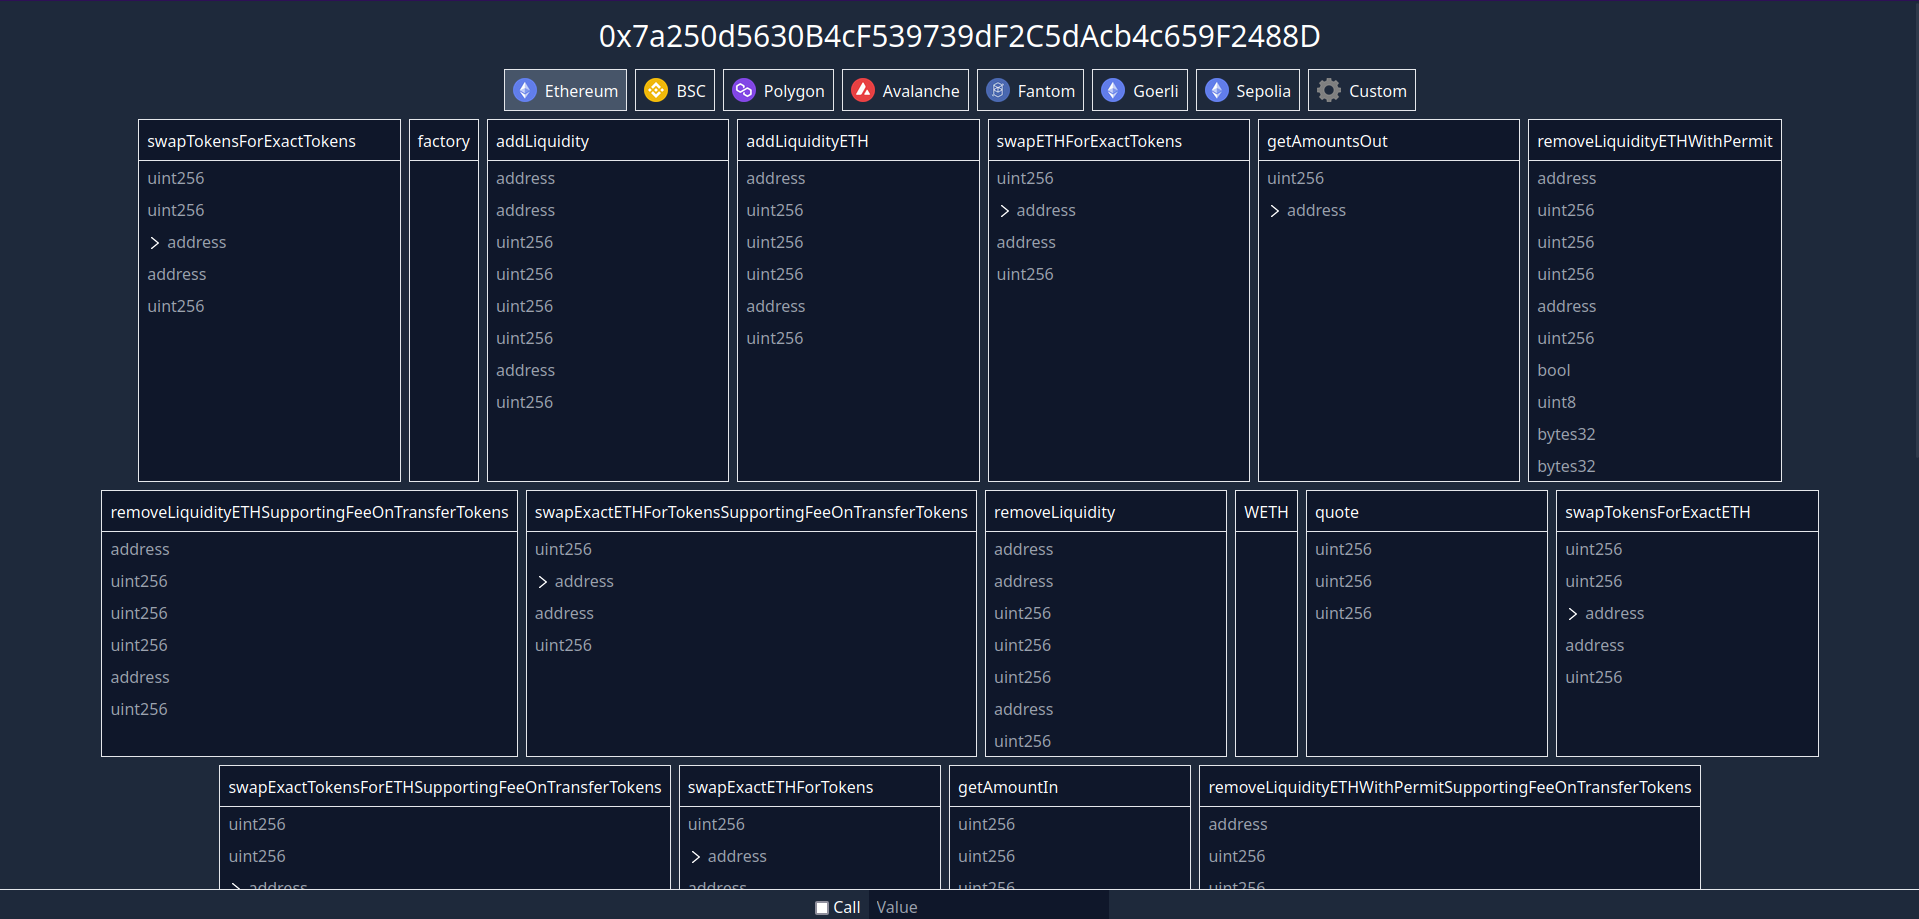 0x7a250d5630B4cF539739dF2C5dAcb4c659F2488D
Ethereum
BSC
Polygon
Avalanche
Fantom
Goerli
Sepolia
Custom
swapTokensForExactTokens
uint256
uint256
> address
address
uint256
factory
addLiquidity
address
address
uint256
uint256
uint256
uint256
address
uint256
addLiquidityETH
address
uint256
uint256
uint256
address
uint256
swapETHForExactTokens
uint256
> address
address
uint256
getAmountsOut
uint256
> address
removeLiquidityETHWithPermit
address
uint256
uint256
uint256
address
uint256
bool
uint8
bytes32
bytes32
removeLiquidityETHSupportingFeeOnTransferTokens
address
uint256
uint256
uint256
address
uint256
swapExactETHForTokensSupportingFeeOnTransferTokens
uint256
> address
address
uint256
removeLiquidity
address
address
uint256
uint256
uint256
address
uint256
WETH
quote
uint256
uint256
uint256
swapTokensForExactETH
uint256
uint256
> address
address
uint256
swapExactTokensForETHSupportingFeeOnTransferTokens
uint256
uint256
> address
swapExactETHForTokens
uint256
> address
address
getAmountIn
uint256
uint256
uint256
removeLiquidityETHWithPermitSupportingFeeOnTransferTokens
address
uint256
uint256
Call
Value